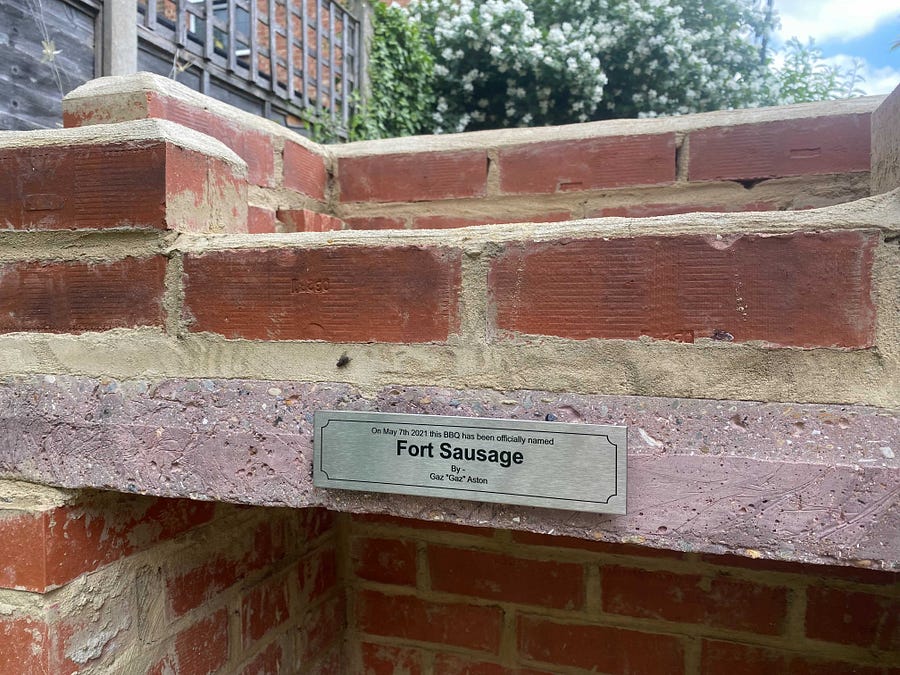 On May 7th 2021 this BBQ has been officially named
Fort Sausage
By -
Gaz "Gaz" Aston